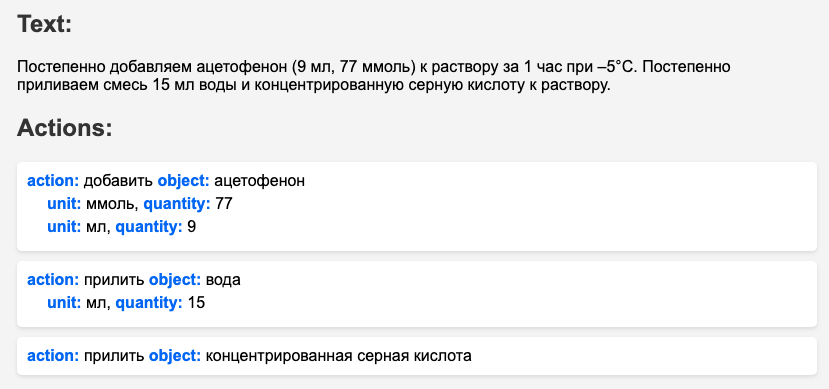 Text:
Постепенно добавляем ацетофенон (9 мл, 77 ммоль) к раствору за 1 час при –5°C. Постепенно
приливаем смесь 15 мл воды и концентрированную серную кислоту к раствору.
Actions:
action: добавить object: ацетофенон
unit: ммоль, quantity: 77
unit: мл, quantity: 9
action: прилить object: вода
unit: мл, quantity: 15
action: прилить object: концентрированная серная кислота